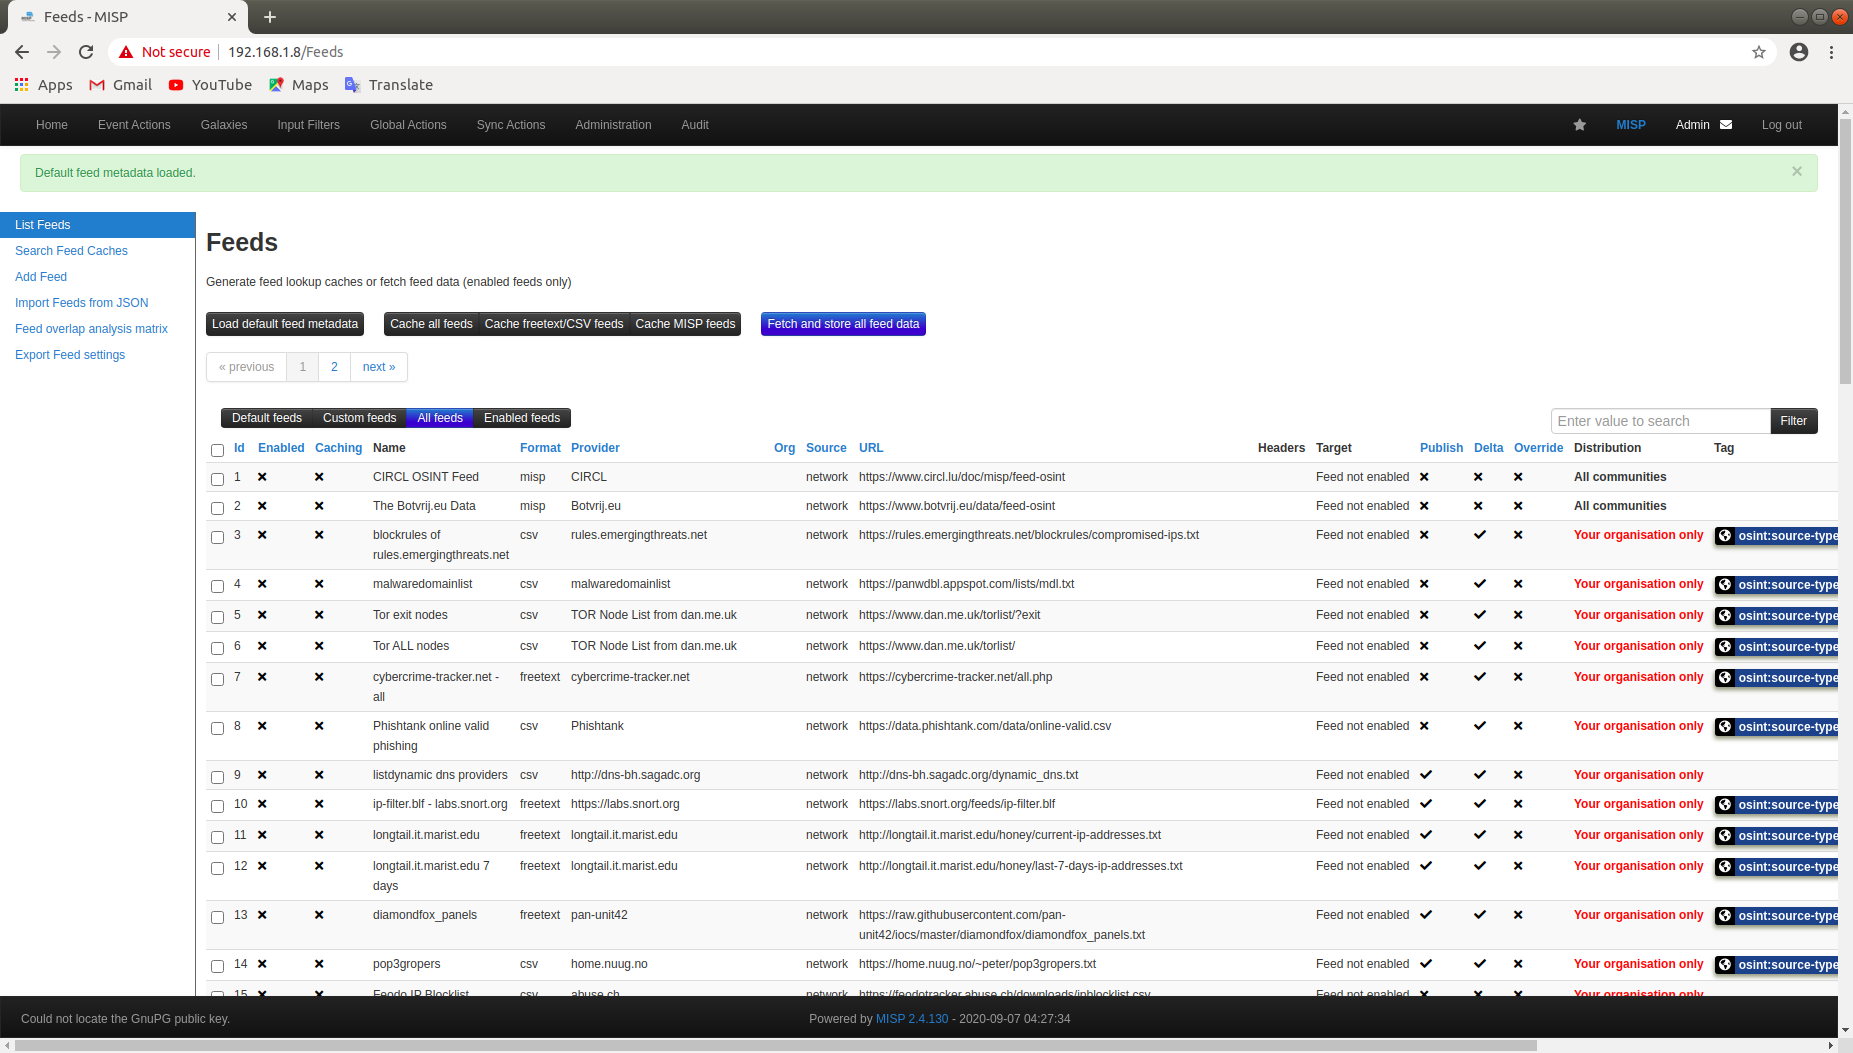 Feeds - MISP
Not secure 192.168.1.8/Feeds
Apps Gmail YouTube Maps Translate
Home Event Actions Galaxies Input Filters Global Actions Sync Actions Administration Audit MISP Admin Log out
Default feed metadata loaded.
List Feeds
Search Feed Caches
Add Feed
Import Feeds from JSON
Feed overlap analysis matrix
Export Feed settings
Feeds
Generate feed lookup caches or fetch feed data (enabled feeds only)
Load default feed metadata Cache all feeds Cache freetext/CSV feeds Cache MISP feeds Fetch and store all feed data
« previous 1 2 next »
Default feeds Custom feeds All feeds Enabled feeds Enter value to search Filter
Id Enabled Caching Name Format Provider Org Source URL Headers Target Publish Delta Override Distribution Tag
1 CIRCL OSINT Feed misp CIRCL network https://www.circl.lu/doc/misp/feed-osint Feed not enabled All communities
2 The Botvrij.eu Data misp Botvrij.eu network https://www.botvrij.eu/data/feed-osint Feed not enabled All communities
3 blockrules of csv rules.emergingthreats.net network https://rules.emergingthreats.net/blockrules/compromised-ips.txt Feed not enabled Your organisation only osint:source-type
rules.emergingthreats.net
4 malwaredomainlist csv malwaredomainlist network https://panwdbl.appspot.com/lists/mdl.txt Feed not enabled Your organisation only osint:source-type
5 Tor exit nodes csv TOR Node List from dan.me.uk network https://www.dan.me.uk/torlist/?exit Feed not enabled Your organisation only osint:source-type
6 Tor ALL nodes csv TOR Node List from dan.me.uk network https://www.dan.me.uk/torlist/ Feed not enabled Your organisation only osint:source-type
7 cybercrime-tracker.net - freetext cybercrime-tracker.net network https://cybercrime-tracker.net/all.php Feed not enabled Your organisation only osint:source-type
all
8 Phishtank online valid csv Phishtank network https://data.phishtank.com/data/online-valid.csv Feed not enabled Your organisation only osint:source-type
phishing
9 listdynamic dns providers csv http://dns-bh.sagadc.org network http://dns-bh.sagadc.org/dynamic_dns.txt Feed not enabled Your organisation only
10 ip-filter.blf - labs.snort.org freetext https://labs.snort.org network https://labs.snort.org/feeds/ip-filter.blf Feed not enabled Your organisation only osint:source-type
11 longtail.it.marist.edu freetext longtail.it.marist.edu network http://longtail.it.marist.edu/honey/current-ip-addresses.txt Feed not enabled Your organisation only osint:source-type
12 longtail.it.marist.edu 7 freetext longtail.it.marist.edu network http://longtail.it.marist.edu/honey/last-7-days-ip-addresses.txt Feed not enabled Your organisation only osint:source-type
days
13 diamondfox_panels freetext pan-unit42 network https://raw.githubusercontent.com/pan- Feed not enabled Your organisation only osint:source-type
unit42/iocs/master/diamondfox/diamondfox_panels.txt
14 pop3gropers csv home.nuug.no network https://home.nuug.no/~peter/pop3gropers.txt Feed not enabled Your organisation only osint:source-type
15 Feodo IP Blocklist csv abuse.ch network https://feodotracker.abuse.ch/downloads/ipblocklist.csv Feed not enabled Your organisation only
Could not locate the GnuPG public key. Powered by MISP 2.4.130 - 2020-09-07 04:27:34